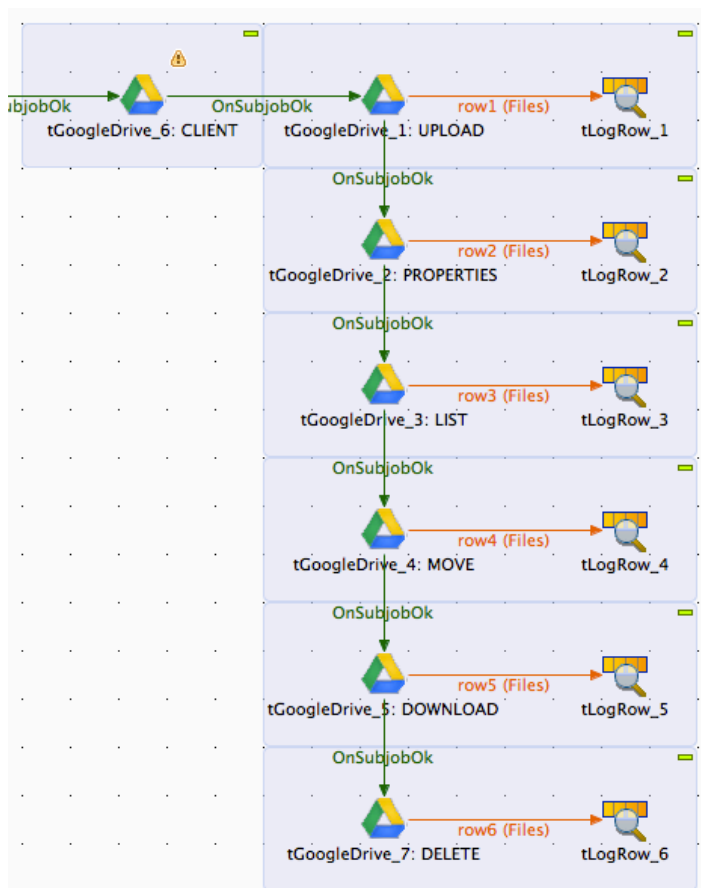 ubjobOk
OnSubjobOk
row1 (Files)
tGoogleDrive_6: CLIENT
tGoogleDrive_1: UPLOAD
tLogRow_1
OnSubjobOk
row2 (Files)
tGoogleDrive_2: PROPERTIES
tLogRow_2
OnSubjobOk
row3 (Files)
tGoogleDrive_3: LIST
tLogRow_3
OnSubjobOk
row4 (Files)
tGoogleDrive_4: MOVE
tLogRow_4
OnSubjobOk
row5 (Files)
tGoogleDrive_5: DOWNLOAD
tLogRow_5
OnSubjobOk
row6 (Files)
tGoogleDrive_7: DELETE
tLogRow_6